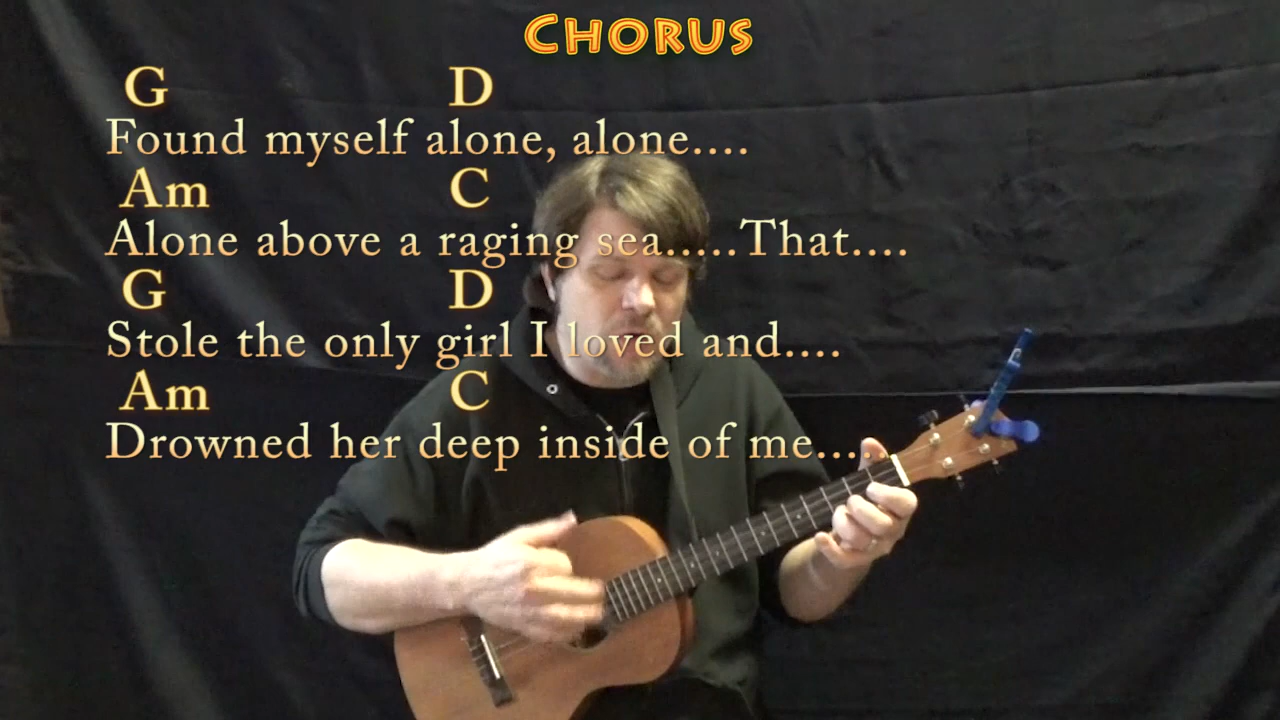 CHORUS
G D
Found myself alone, alone....
Am C
Alone above a raging sea.....That....
G D
Stole the only girl I loved and....
Am C
Drowned her deep inside of me.....